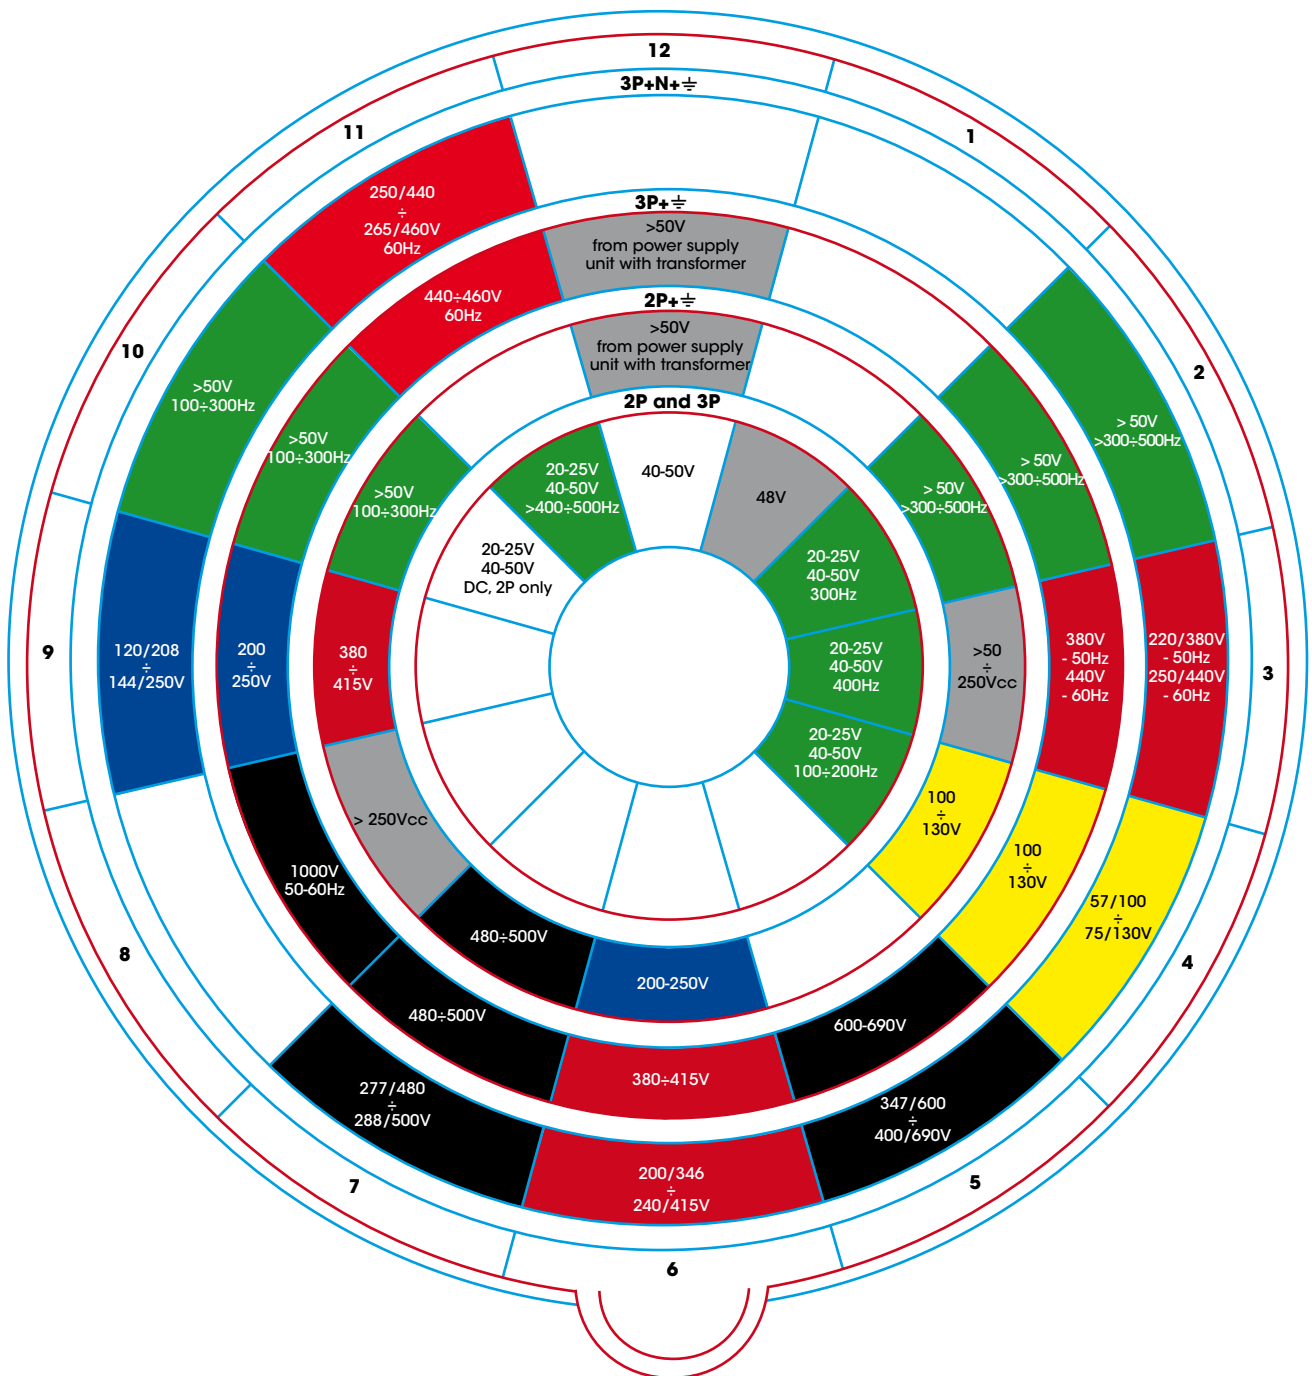 12
3P+N+⏚
11
1
250/440
÷
265/460V
60Hz
3P+⏚
>50V
from power supply
unit with transformer
440÷460V
60Hz
2P+⏚
>50V
from power supply
unit with transformer
10
2
>50V
100÷300Hz
2P and 3P
> 50V
>300÷500Hz
>50V
100÷300Hz
> 50V
>300÷500Hz
>50V
100÷300Hz
20-25V
40-50V
>400÷500Hz
40-50V
48V
> 50V
>300÷500Hz
20-25V
40-50V
DC, 2P only
20-25V
40-50V
300Hz
9
120/208
÷
144/250V
200
÷
250V
380
÷
415V
20-25V
40-50V
400Hz
>50
÷
250Vcc
380V
- 50Hz
440V
- 60Hz
220/380V
- 50Hz
250/440V
- 60Hz
3
20-25V
40-50V
100÷200Hz
> 250Vcc
100
÷
130V
1000V
50-60Hz
100
÷
130V
57/100
÷
75/130V
8
480÷500V
4
200-250V
480÷500V
600-690V
380÷415V
277/480
÷
288/500V
347/600
÷
400/690V
7
200/346
÷
240/415V
5
6